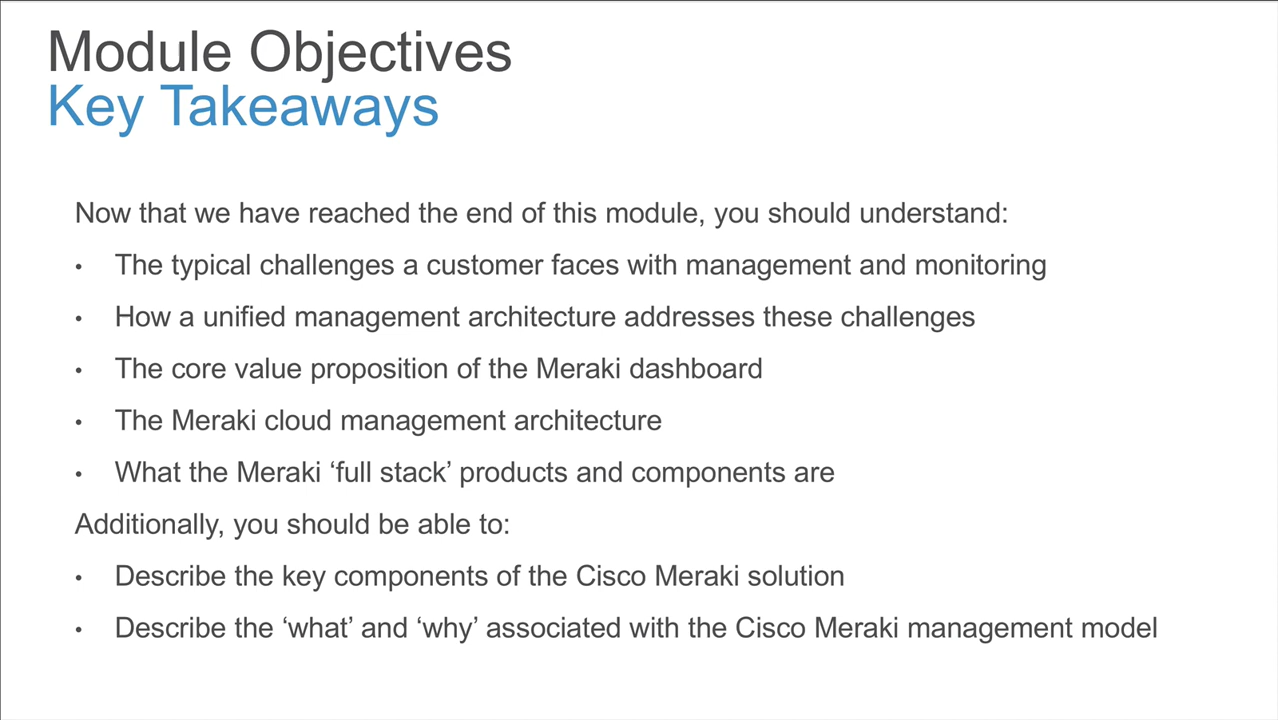 Module Objectives
Key Takeaways
Now that we have reached the end of this module, you should understand:
• The typical challenges a customer faces with management and monitoring
• How a unified management architecture addresses these challenges
• The core value proposition of the Meraki dashboard
• The Meraki cloud management architecture
• What the Meraki ‘full stack’ products and components are
Additionally, you should be able to:
• Describe the key components of the Cisco Meraki solution
• Describe the ‘what’ and ‘why’ associated with the Cisco Meraki management model